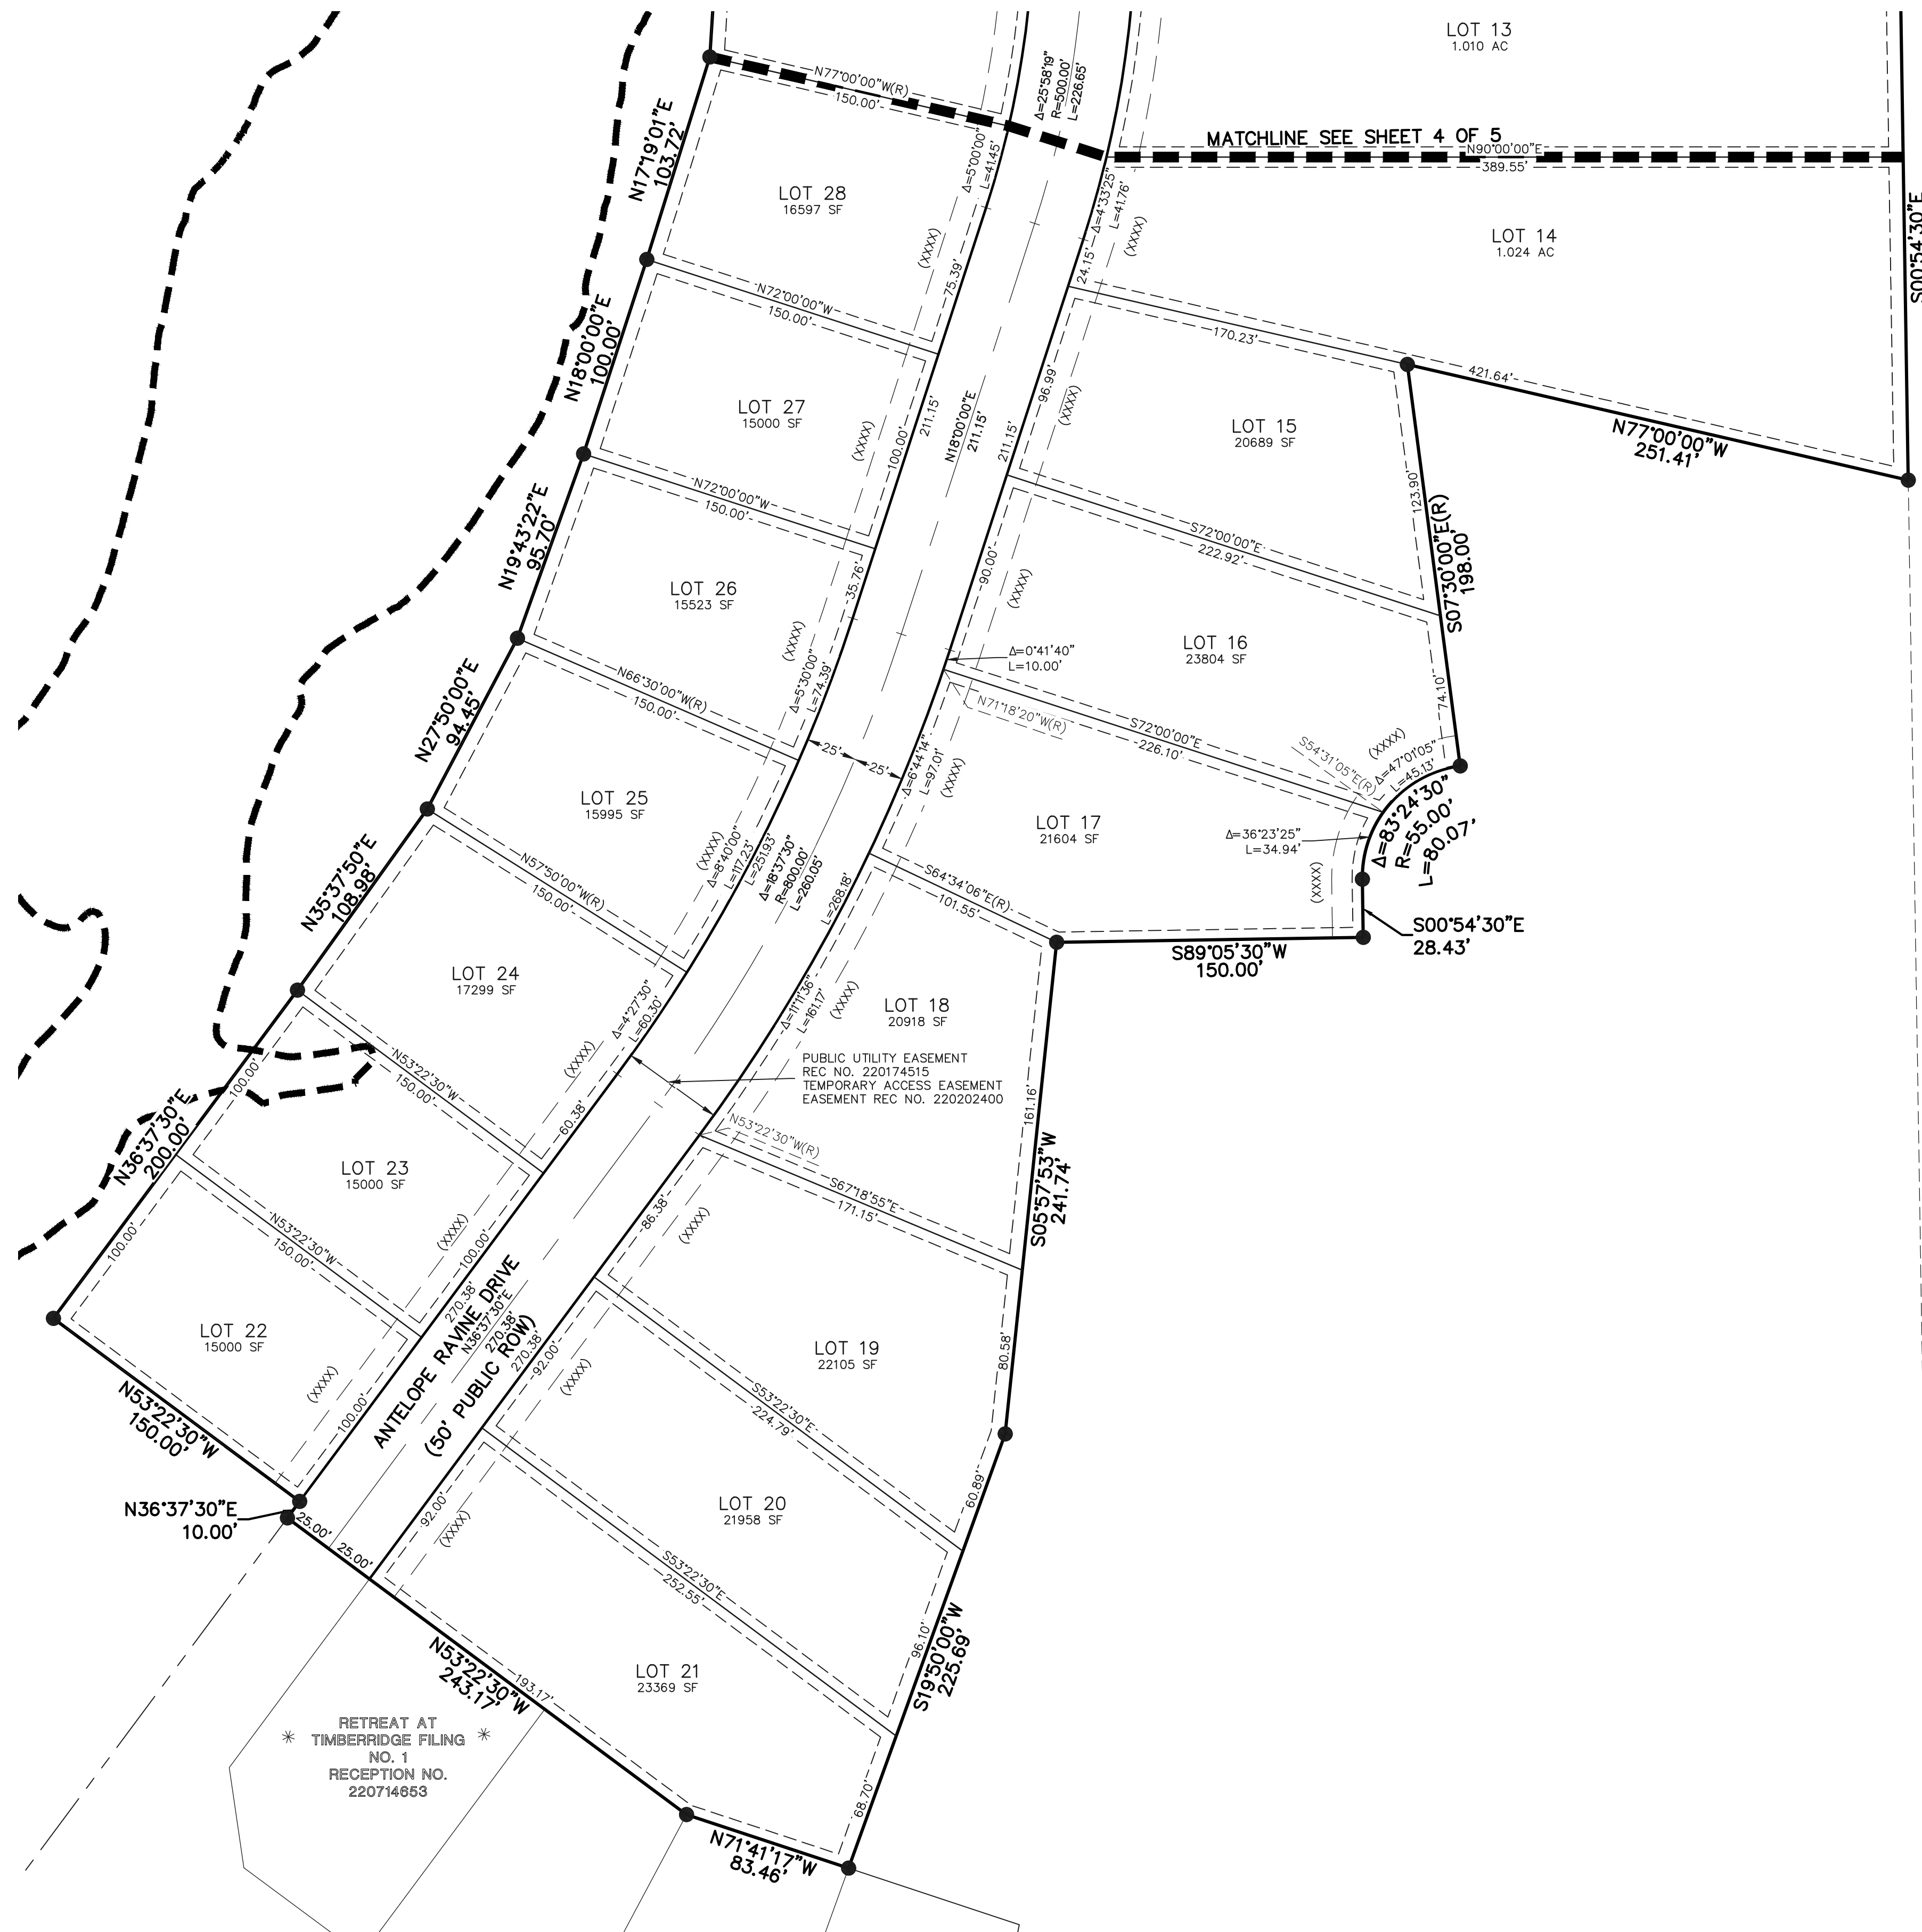 LOT 13
1.010 AC
Δ=25°58'19"
R=500.00'
L=226.65'
N77°00'00"W(R)
150.00'
MATCHLINE SEE SHEET 4 OF 5
N90°00'00"E
389.55'
N17°19'01"E
103.72'
LOT 28
16597 SF
Δ=5°00'00"
L=41.45'
(XXXX)
75.39'
Δ=4°33'25"
L=41.76'
(XXXX)
24.15'
LOT 14
1.024 AC
S00°54'30"E
N72°00'00"W
150.00'
170.23'
421.64'
N77°00'00"W
251.41'
N18°00'00"E
100.00'
LOT 27
15000 SF
(XXXX)
100.00'
211.15'
N18°00'00"E
211.15'
96.99'
(XXXX)
211.15'
LOT 15
20689 SF
123.90'
S07°30'00"E(R)
198.00'
N72°00'00"W
150.00'
S72°00'00"E
222.92'
N19°43'22"E
95.70'
LOT 26
15523 SF
35.76'
(XXXX)
Δ=5°30'00"
L=74.39'
90.00'
(XXXX)
Δ=0°41'40"
L=10.00'
LOT 16
23804 SF
74.10'
N71°18'20"W(R)
S72°00'00"E
226.10'
S54°31'05"E(R)
(XXXX)
Δ=47°01'05"
L=45.13'
Δ=83°24'30"
R=55.00'
L=80.07'
N66°30'00"W(R)
150.00'
25'
25'
N27°50'00"E
94.45'
LOT 25
15995 SF
(XXXX)
Δ=8°40'00"
L=117.23'
L=251.93'
Δ=18°37'30"
R=800.00'
L=260.05'
L=268.18'
Δ=6°44'14"
L=97.01'
(XXXX)
LOT 17
21604 SF
Δ=36°23'25"
L=34.94'
(XXXX)
S64°34'06"E(R)
101.55'
S89°05'30"W
150.00'
S00°54'30"E
28.43'
N57°50'00"W(R)
150.00'
N35°37'50"E
108.98'
LOT 24
17299 SF
Δ=4°27'30"
L=60.30'
(XXXX)
Δ=11°11'36"
L=161.17'
(XXXX)
LOT 18
20918 SF
PUBLIC UTILITY EASEMENT
REC NO. 220174515
TEMPORARY ACCESS EASEMENT
EASEMENT REC NO. 220202400
161.16'
S05°57'53"W
241.74'
N53°22'30"W
150.00'
60.38'
N53°22'30"W(R)
S67°18'55"E
171.15'
N36°37'30"E
200.00'
100.00'
LOT 23
15000 SF
(XXXX)
100.00'
86.38'
(XXXX)
N53°22'30"W
150.00'
100.00'
270.38'
ANTELOPE RAVINE DRIVE
N36°37'30"E
270.38'
(50' PUBLIC ROW)
270.38'
92.00'
(XXXX)
LOT 19
22105 SF
80.58'
S53°22'30"E
224.79'
60.89'
LOT 22
15000 SF
(XXXX)
100.00'
N53°22'30"W
150.00'
N36°37'30"E
10.00'
25.00'
25.00'
92.00'
(XXXX)
LOT 20
21958 SF
S53°22'30"E
252.55'
96.10'
S19°50'00"W
225.69'
N53°22'30"W
243.17'
193.17'
LOT 21
23369 SF
68.70'
N71°41'17"W
83.46'
RETREAT AT
* TIMBERRIDGE FILING *
NO. 1
RECEPTION NO.
220714653